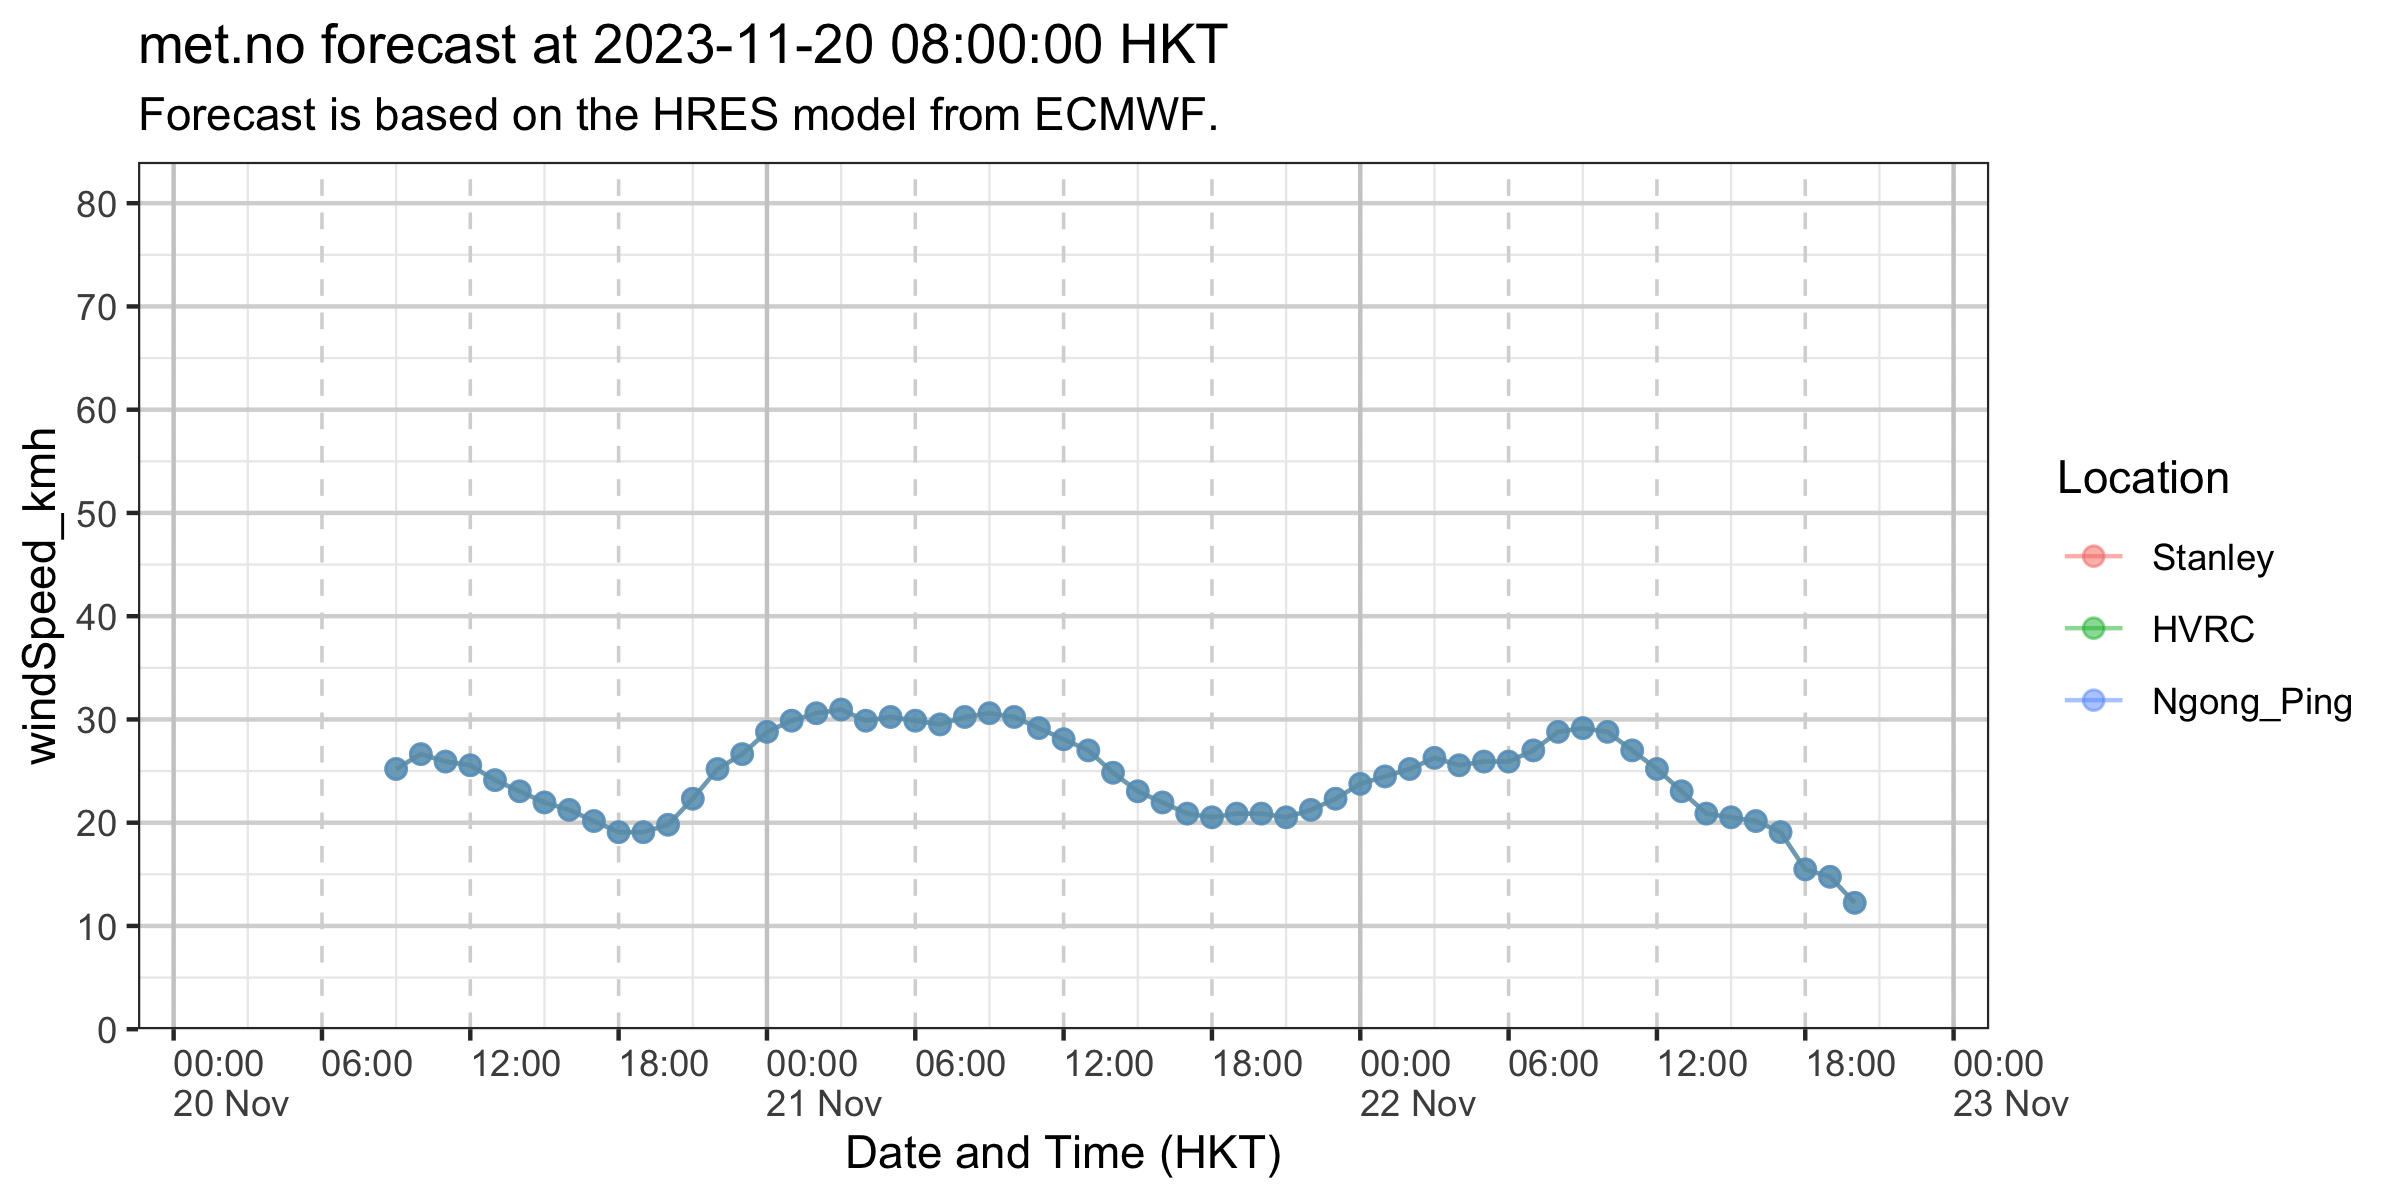 met.no forecast at 2023-11-20 08:00:00 HKT
Forecast is based on the HRES model from ECMWF.
windSpeed_kmh
80
70
60
50
40
30
20
10
0
00:00 06:00 12:00 18:00 00:00 06:00 12:00 18:00 00:00 06:00 12:00 18:00 00:00
20 Nov 21 Nov 22 Nov 23 Nov
Date and Time (HKT)
Location
Stanley
HVRC
Ngong_Ping